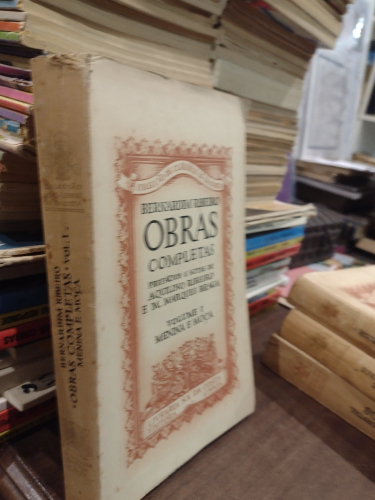 BERNARDIM RIBEIRO
OBRAS
COMPLETAS
PREFÁCIOS E NOTAS DE
AQUILINO RIBEIRO
E M. MARQUES BRAGA
VOLUME I
MENINA E MOÇA
BERNARDIM RIBEIRO
• OBRAS COMPLETAS • vol. I •
MENINA E MOÇA